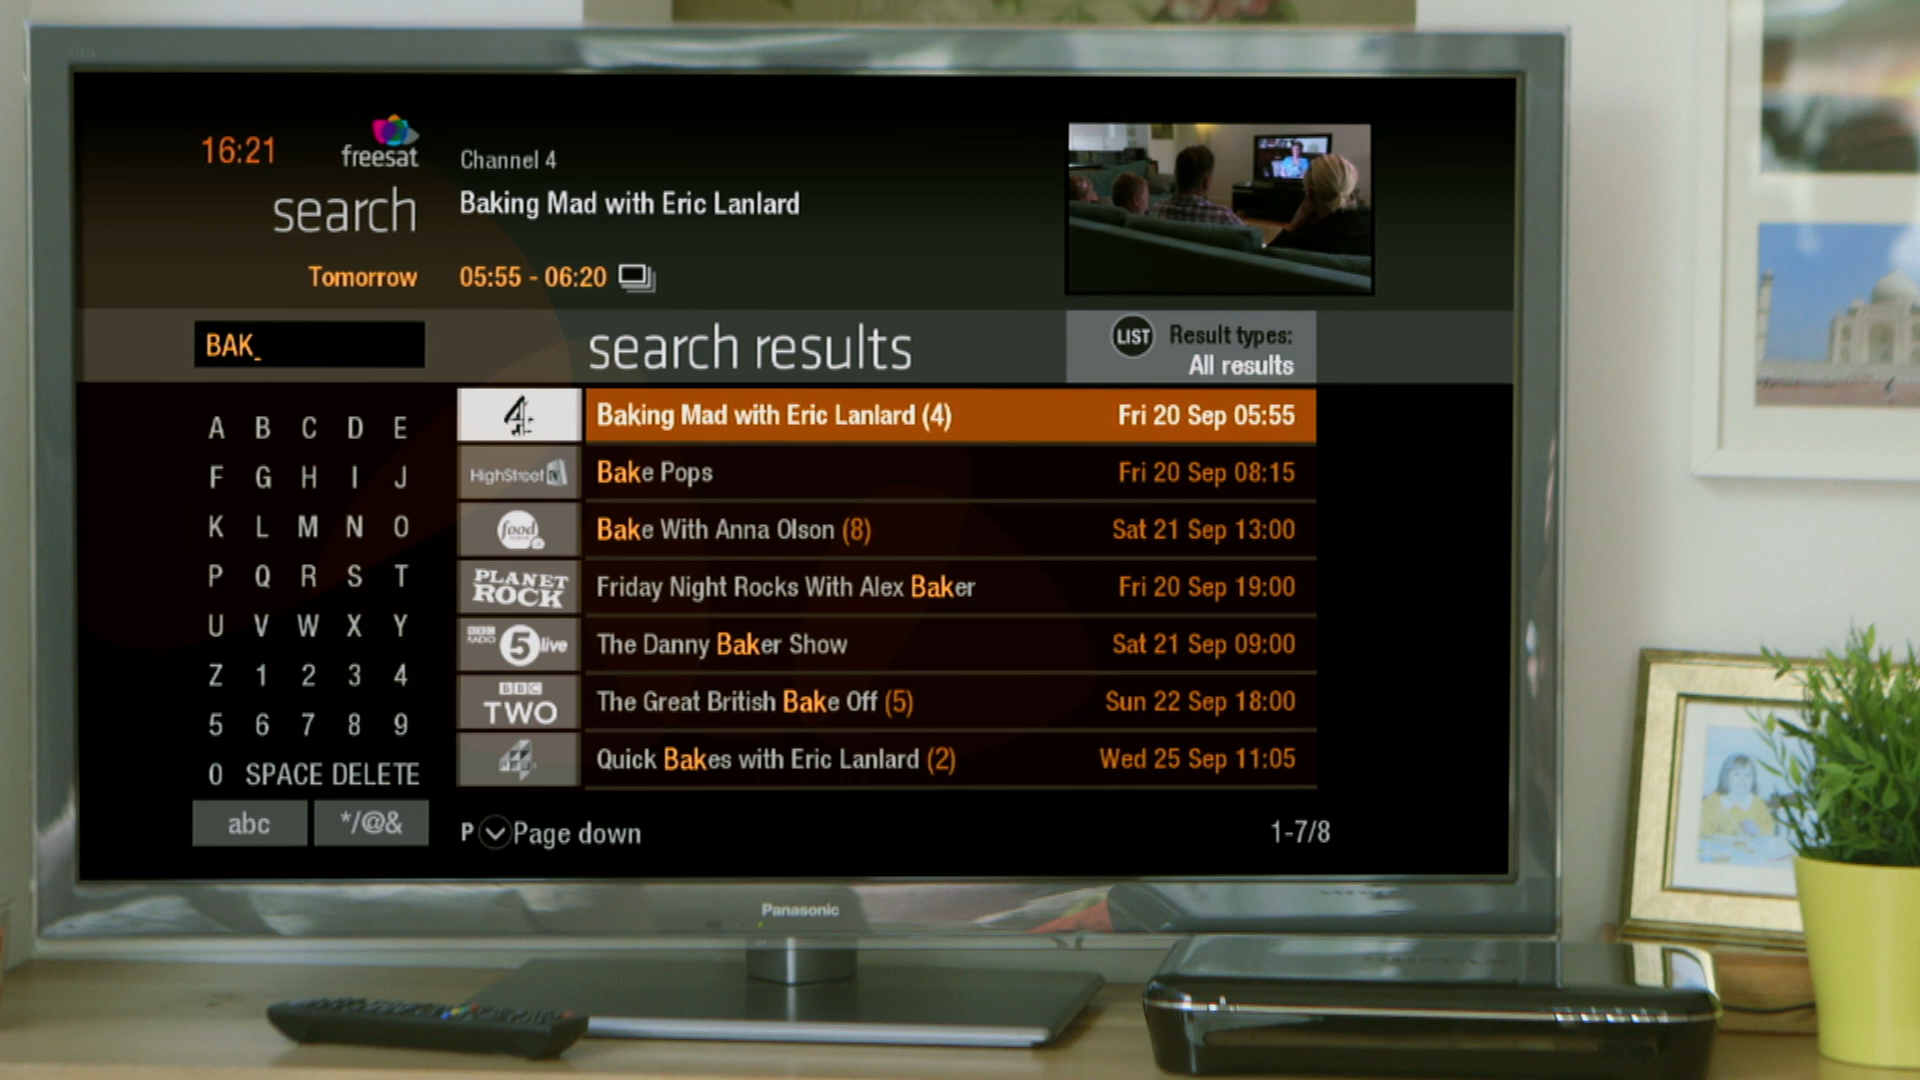 16:21
freesat
search
Channel 4
Baking Mad with Eric Lanlard
Tomorrow
05:55 - 06:20
BAK_
search results
LIST
Result types:
All results
A B C D E
F G H I J
K L M N O
P Q R S T
U V W X Y
Z 1 2 3 4
5 6 7 8 9
0 SPACE DELETE
abc
*/@&
4
Baking Mad with Eric Lanlard (4)
Fri 20 Sep 05:55
HighStreet TV
Bake Pops
Fri 20 Sep 08:15
food
Bake With Anna Olson (8)
Sat 21 Sep 13:00
PLANET ROCK
Friday Night Rocks With Alex Baker
Fri 20 Sep 19:00
BBC RADIO 5 live
The Danny Baker Show
Sat 21 Sep 09:00
BBC TWO
The Great British Bake Off (5)
Sun 22 Sep 18:00
4
Quick Bakes with Eric Lanlard (2)
Wed 25 Sep 11:05
P Page down
1-7/8
Panasonic